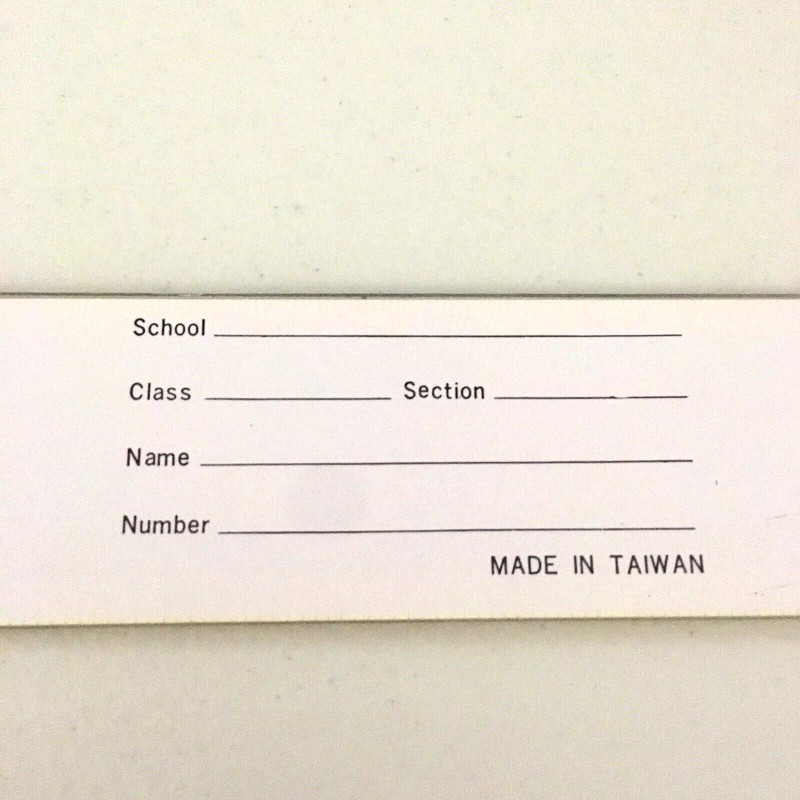 School
Class Section
Name
Number
MADE IN TAIWAN